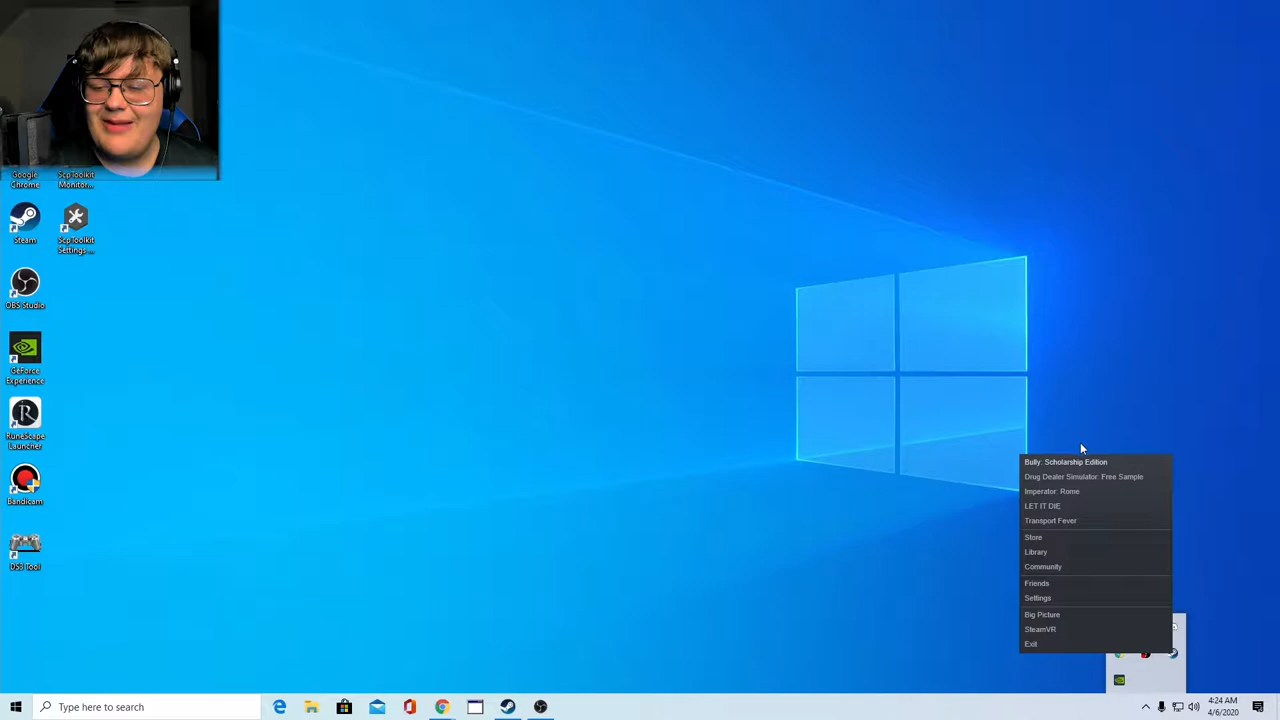 Google
Chrome
ScpToolkit
Monitor...
Steam
ScpToolkit
Settings ...
OBS Studio
GeForce
Experience
RuneScape
Launcher
Bandicam
DS3 Tool
Bully: Scholarship Edition
Drug Dealer Simulator: Free Sample
Imperator: Rome
LET IT DIE
Transport Fever
Store
Library
Community
Friends
Settings
Big Picture
SteamVR
Exit
Type here to search
4:24 AM
4/6/2020